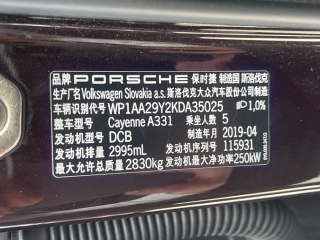 品牌 PORSCHE 保时捷 制造国 斯洛伐克
生产厂名 Volkswagen Slovakia a.s. 斯洛伐克大众汽车股份公司制造
车辆识别代号 WP1AA29Y2KDA35025 1,0%
整车型号 Cayenne A331 乘坐人数 5
发动机型号 DCB 制造年月 2019-04
发动机排量 2995mL 发动机序号 115931
最大允许总质量 2830kg 发动机最大净功率 250kW